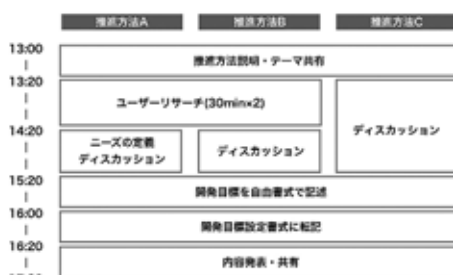 推進方法A 推進方法B 推進方法C
13:00
推進方法説明・テーマ共有
13:20
ユーザーリサーチ(30min×2)
ディスカッション
14:20
ニーズの定義
ディスカッション
ディスカッション
15:20
開発目標を自由書式で記述
16:00
開発目標設定書式に転記
16:20
内容発表・共有